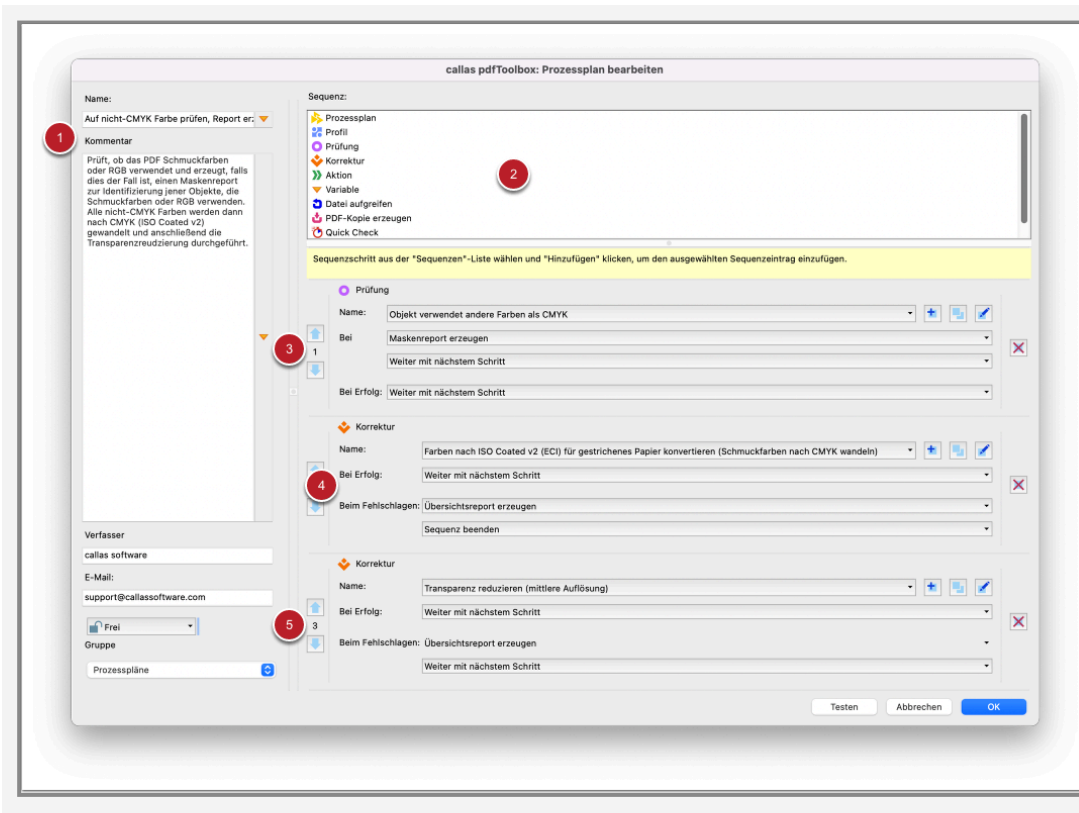 callas pdfToolbox: Prozessplan bearbeiten
Name:
Auf nicht-CMYK Farbe prüfen, Report er
1
Kommentar
Prüft, ob das PDF Schmuckfarben
oder RGB verwendet und erzeugt, falls
dies der Fall ist, einen Maskenreport
zur Identifizierung jener Objekte, die
Schmuckfarben oder RGB verwenden.
Alle nicht-CMYK Farben werden dann
nach CMYK (ISO Coated v2)
gewandelt und anschließend die
Transparenzreudzierung durchgeführt.
Verfasser
callas software
E-Mail:
support@callassoftware.com
Frei
Gruppe
Prozesspläne
Sequenz:
Prozessplan
Profil
Prüfung
Korrektur
Aktion
Variable
Datei aufgreifen
PDF-Kopie erzeugen
Quick Check
2
Sequenzschritt aus der "Sequenzen"-Liste wählen und "Hinzufügen" klicken, um den ausgewählten Sequenzeintrag einzufügen.
Prüfung
Name: Objekt verwendet andere Farben als CMYK
3
1
Bei Maskenreport erzeugen
Weiter mit nächstem Schritt
Bei Erfolg: Weiter mit nächstem Schritt
Korrektur
Name: Farben nach ISO Coated v2 (ECI) für gestrichenes Papier konvertieren (Schmuckfarben nach CMYK wandeln)
4
Bei Erfolg: Weiter mit nächstem Schritt
Beim Fehlschlagen: Übersichtsreport erzeugen
Sequenz beenden
Korrektur
Name: Transparenz reduzieren (mittlere Auflösung)
5
3
Bei Erfolg: Weiter mit nächstem Schritt
Beim Fehlschlagen: Übersichtsreport erzeugen
Weiter mit nächstem Schritt
Testen Abbrechen OK